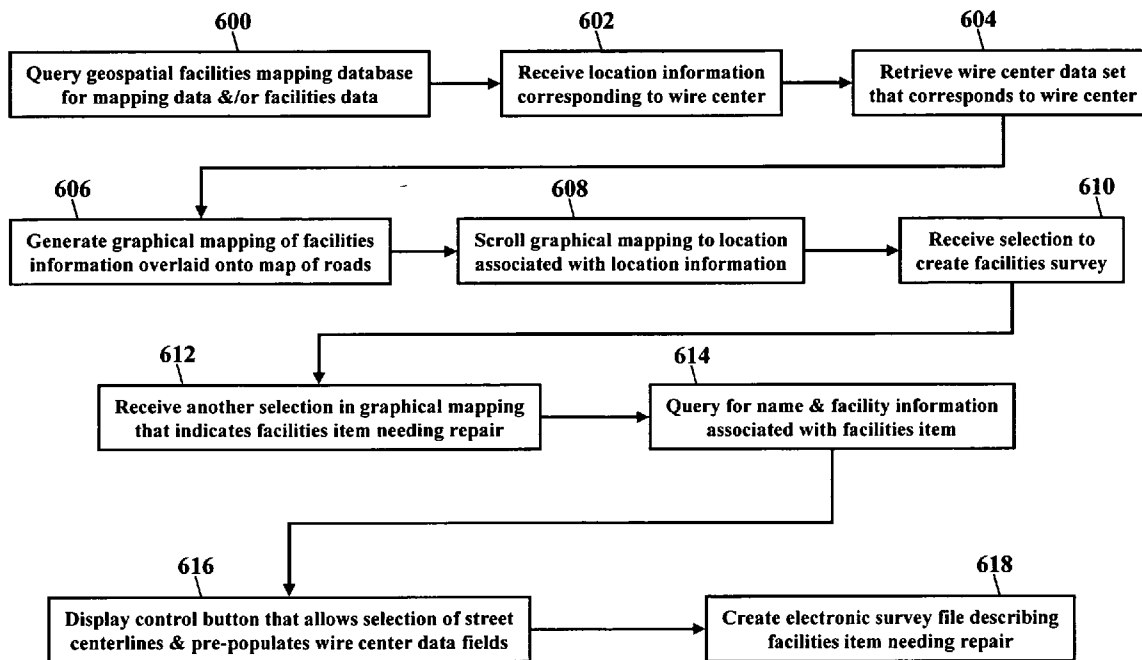 600
Query geospatial facilities mapping database
for mapping data &/or facilities data
602
Receive location information
corresponding to wire center
604
Retrieve wire center data set
that corresponds to wire center
606
Generate graphical mapping of facilities
information overlaid onto map of roads
608
Scroll graphical mapping to location
associated with location information
610
Receive selection to
create facilities survey
612
Receive another selection in graphical mapping
that indicates facilities item needing repair
614
Query for name & facility information
associated with facilities item
616
Display control button that allows selection of street
centerlines & pre-populates wire center data fields
618
Create electronic survey file describing
facilities item needing repair